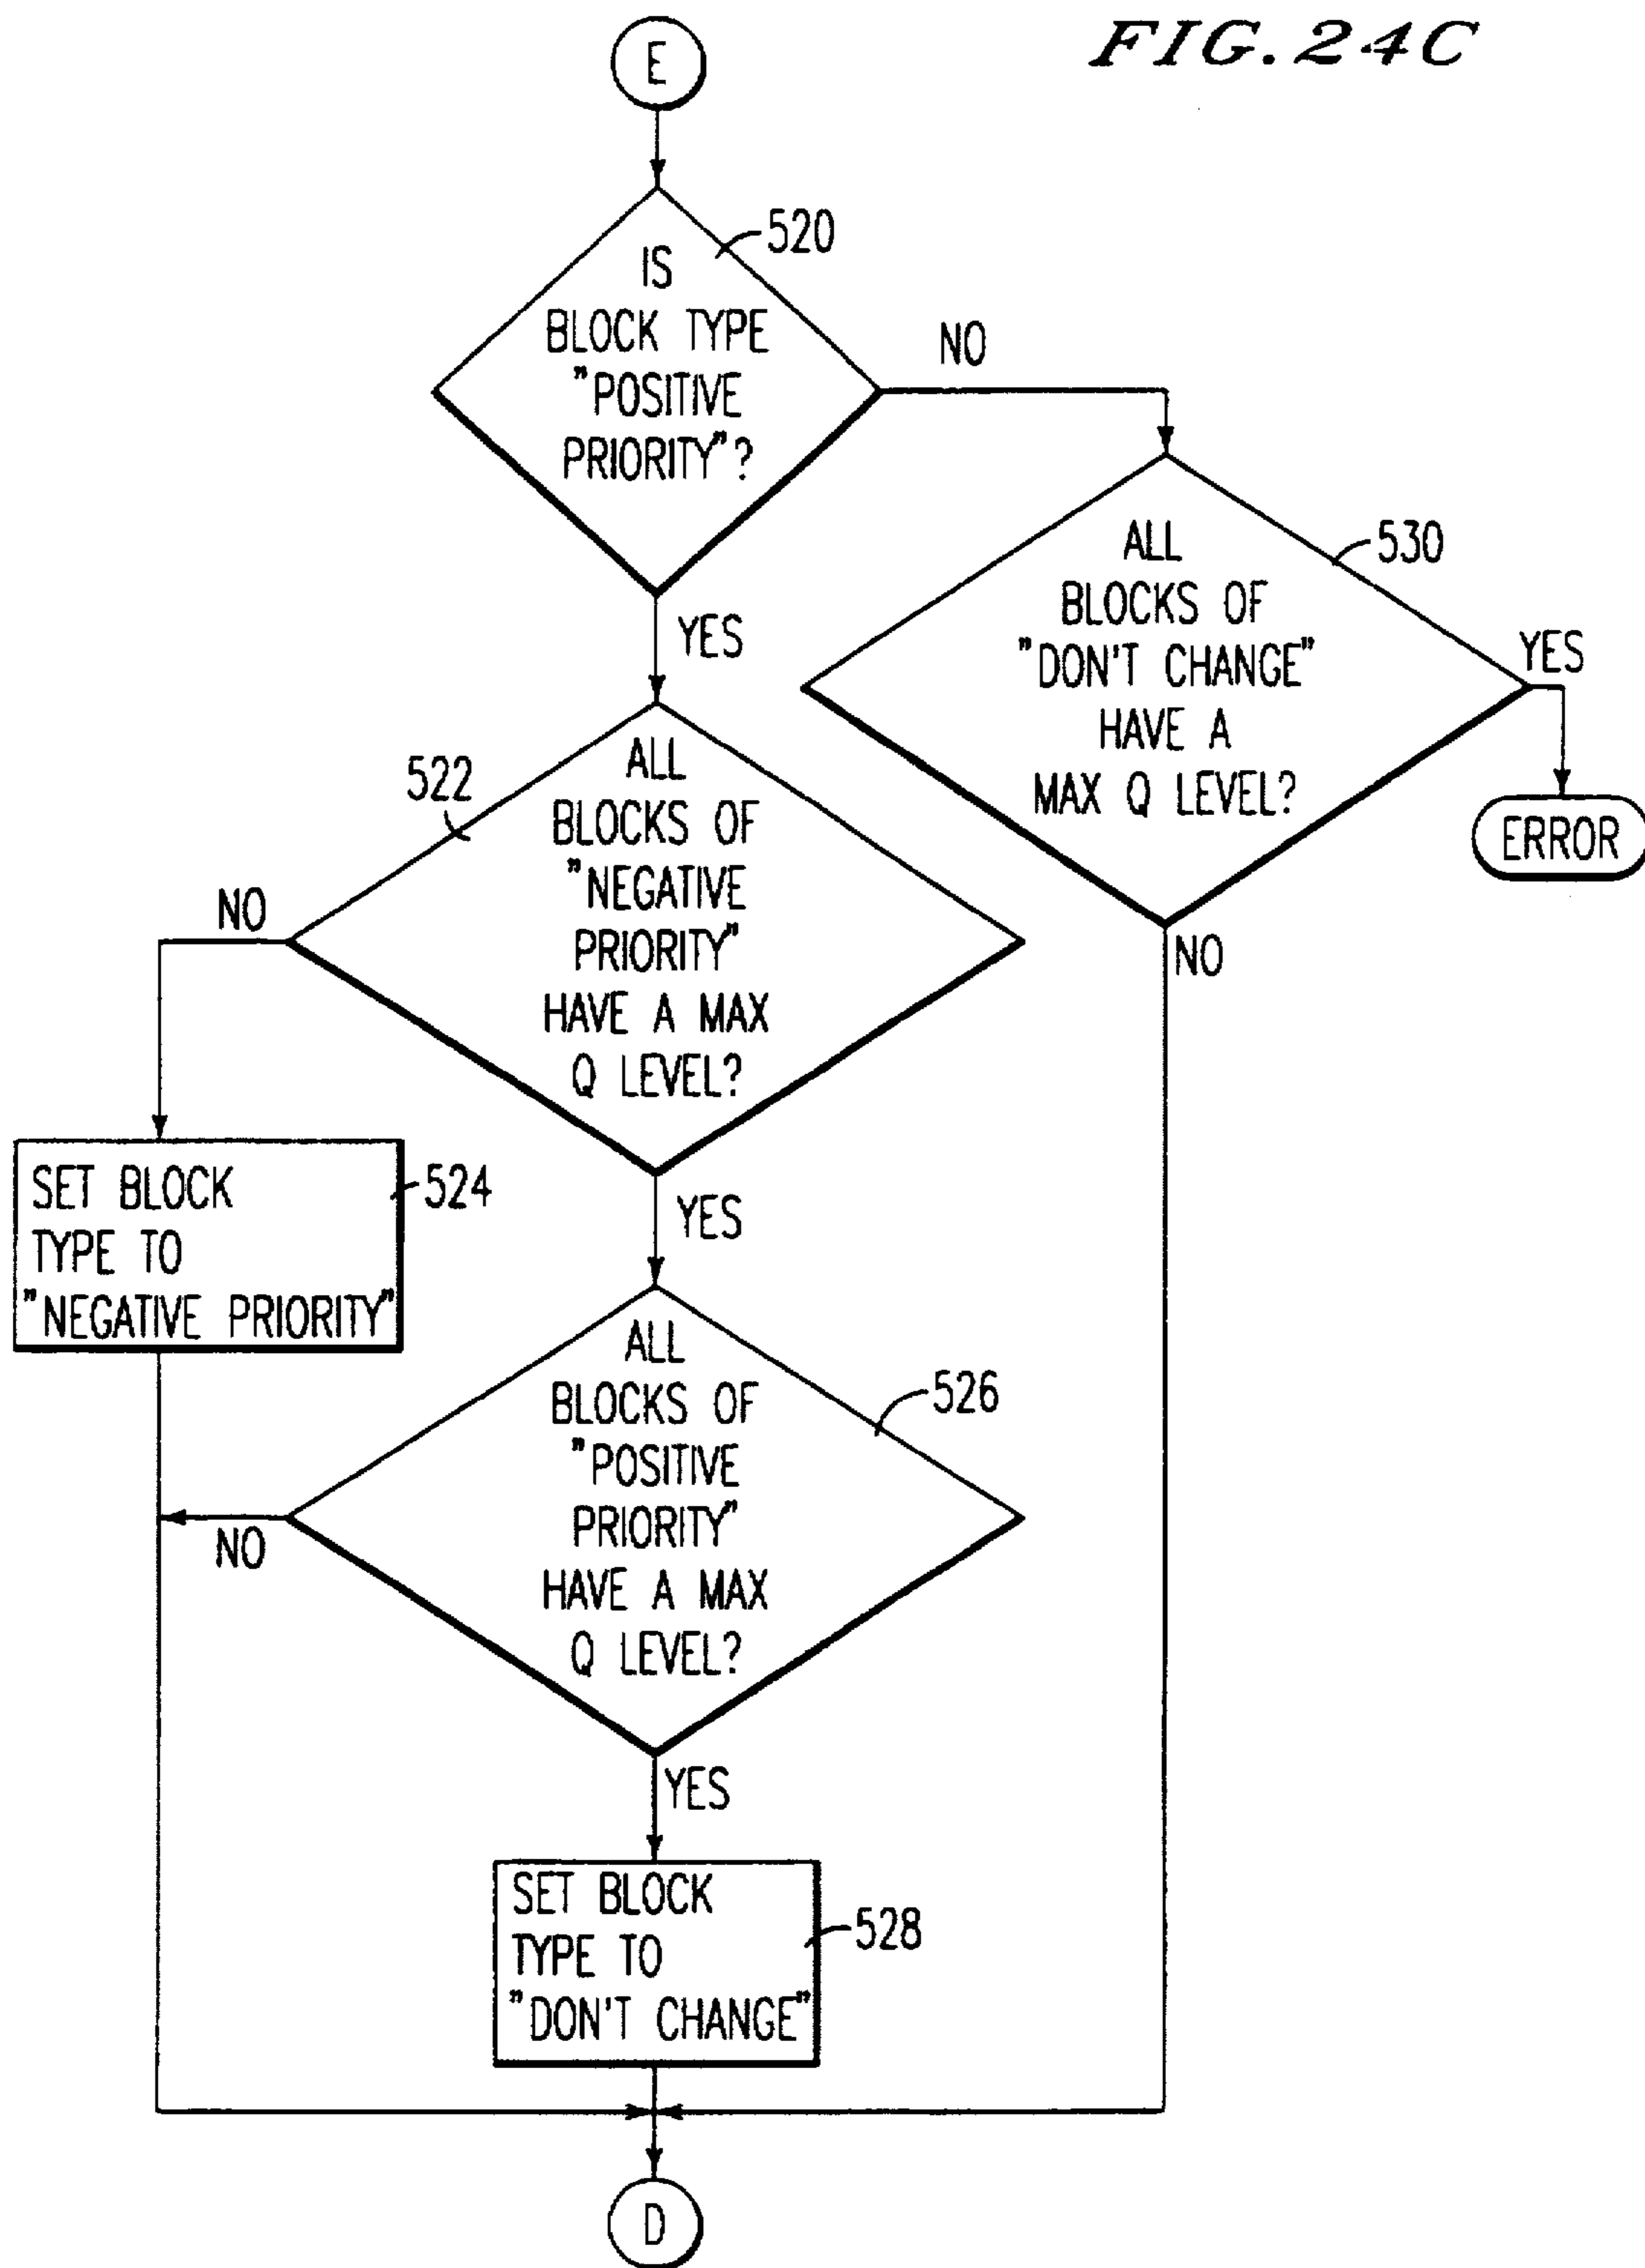 FIG. 24C
E
520
IS
BLOCK TYPE
"POSITIVE
PRIORITY"?
NO
YES
530
ALL
BLOCKS OF
"DON'T CHANGE"
HAVE A
MAX Q LEVEL?
YES
ERROR
NO
522
ALL
BLOCKS OF
"NEGATIVE
PRIORITY"
HAVE A MAX
Q LEVEL?
NO
YES
SET BLOCK
TYPE TO
"NEGATIVE PRIORITY"
524
ALL
BLOCKS OF
"POSITIVE
PRIORITY"
HAVE A MAX
Q LEVEL?
526
NO
YES
SET BLOCK
TYPE TO
"DON'T CHANGE"
528
D